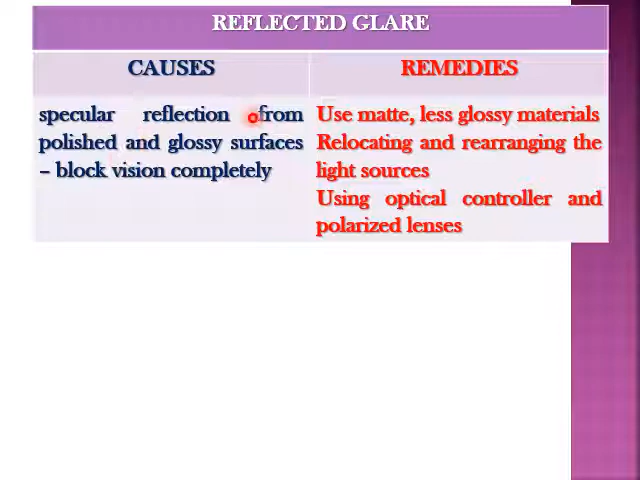 REFLECTED GLARE
CAUSES
REMEDIES
specular reflection from
polished and glossy surfaces
– block vision completely
Use matte, less glossy materials
Relocating and rearranging the
light sources
Using optical controller and
polarized lenses